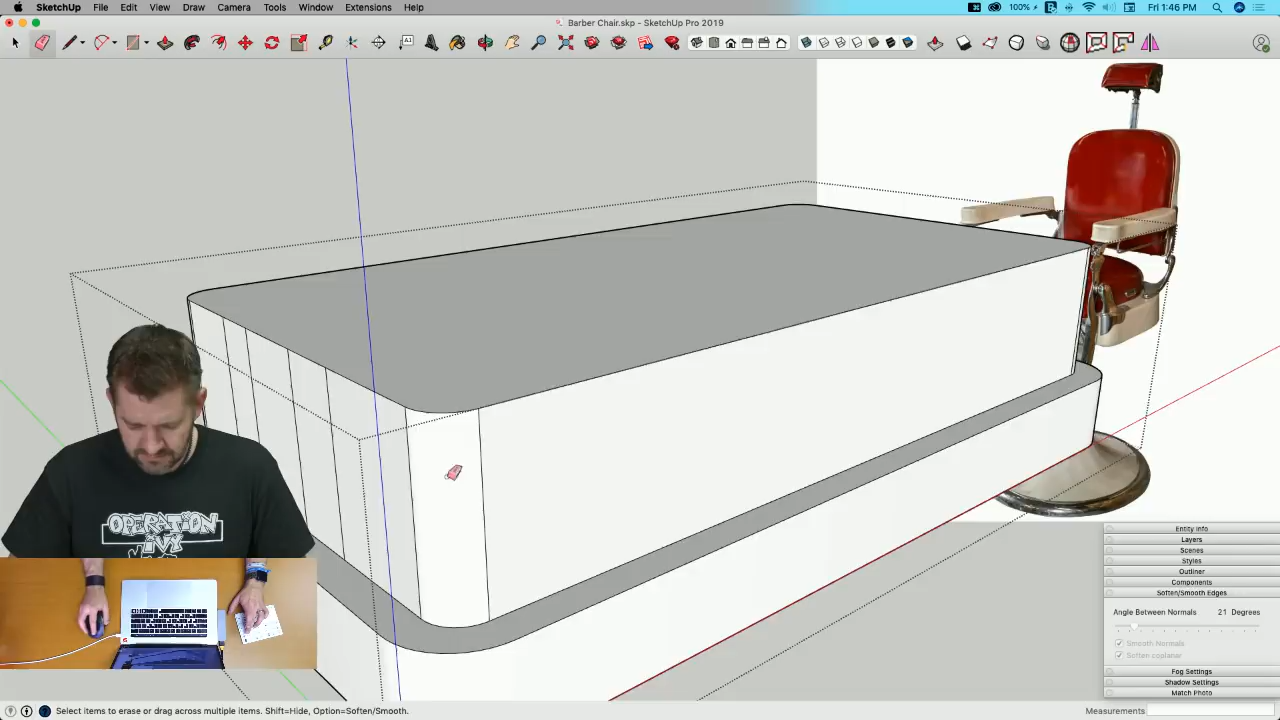 SketchUp File Edit View Draw Camera Tools Window Extensions Help
100% Fri 1:46 PM
Barber Chair.skp - SketchUp Pro 2019
Entity Info
Layers
Scenes
Styles
Outliner
Components
Soften/Smooth Edges
Angle Between Normals 21 Degrees
Smooth Normals
Soften coplanar
Fog Settings
Shadow Settings
Match Photo
OPERATION
IVY
Select items to erase or drag across multiple items. Shift=Hide, Option=Soften/Smooth.
Measurements